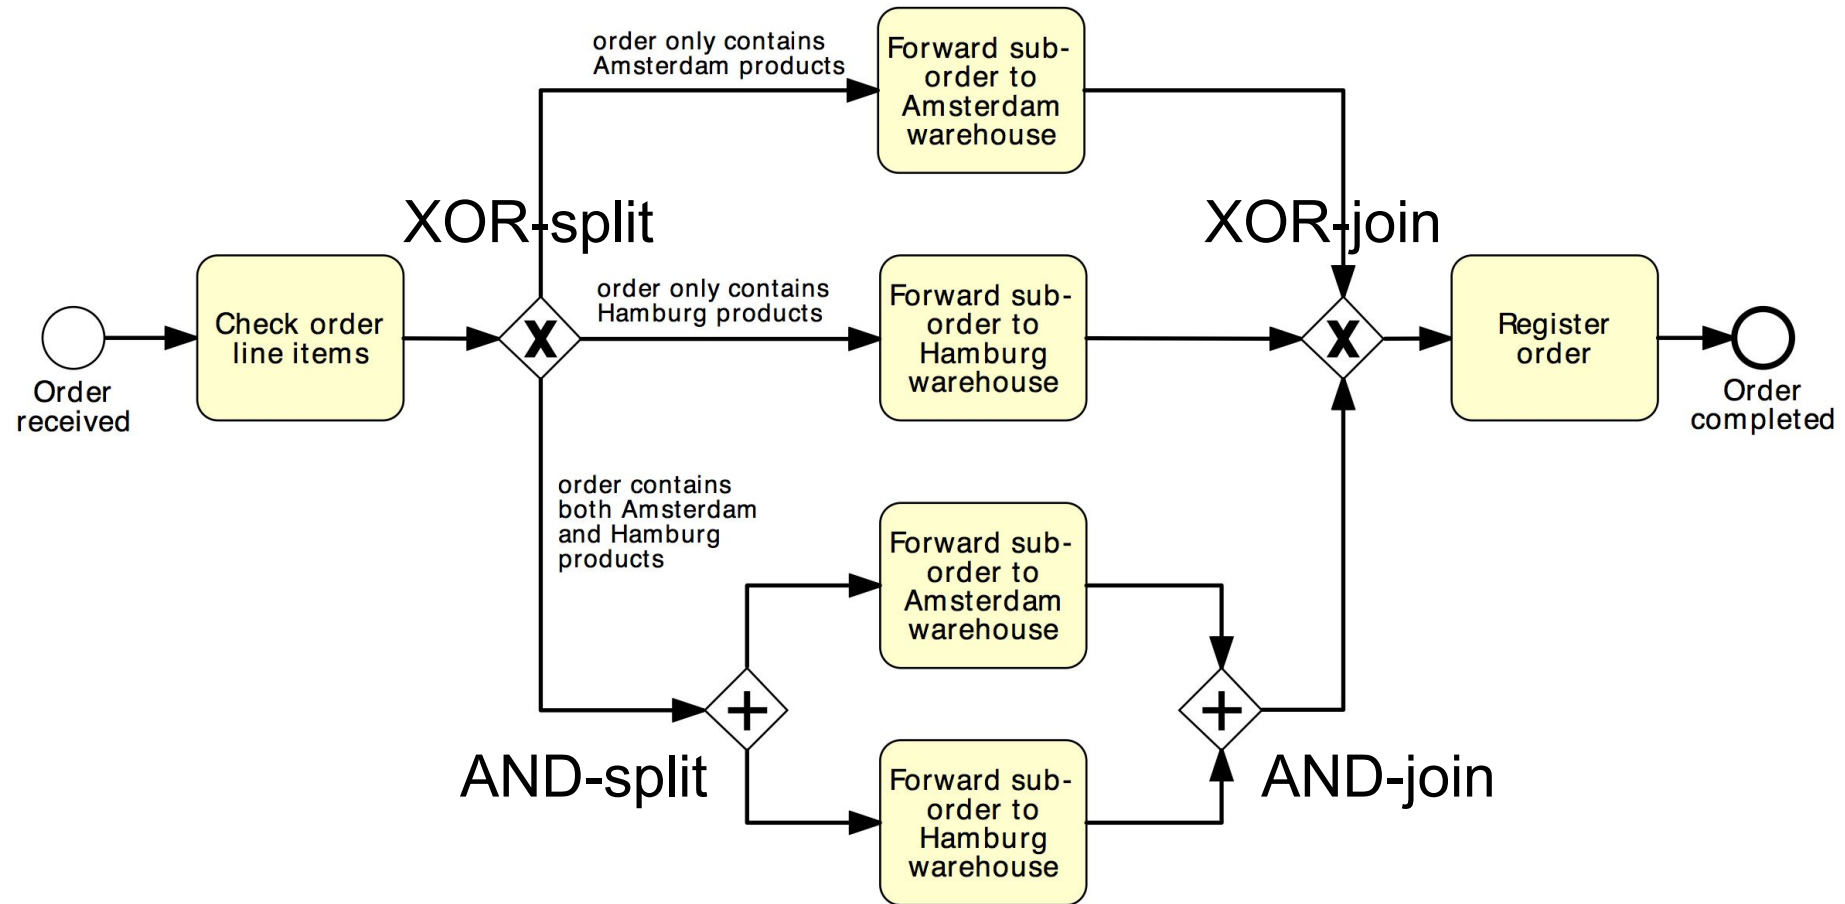 order only contains
Amsterdam products
Forward sub-
order to
Amsterdam
warehouse
XOR-split
XOR-join
Order
received
Check order
line items
X
order only contains
Hamburg products
Forward sub-
order to
Hamburg
warehouse
X
Register
order
Order
completed
order contains
both Amsterdam
and Hamburg
products
Forward sub-
order to
Amsterdam
warehouse
+
+
AND-split
AND-join
Forward sub-
order to
Hamburg
warehouse